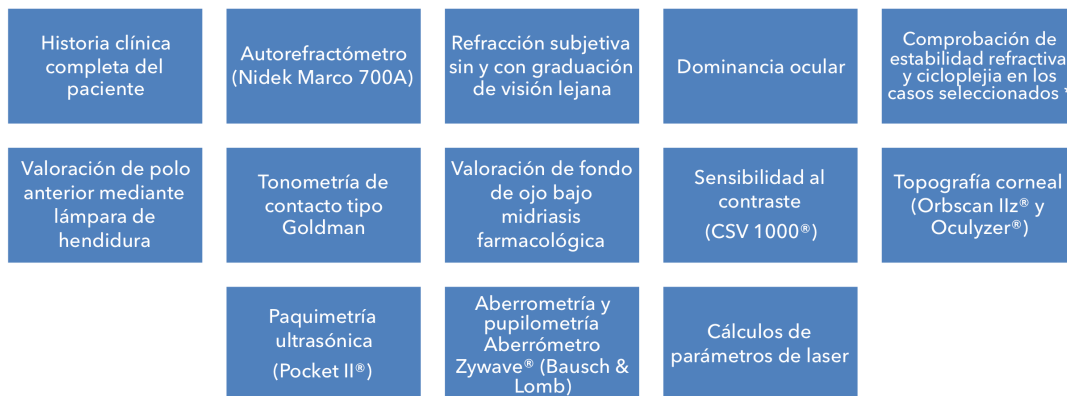 Historia clínica
completa del
paciente
Autorefractómetro
(Nidek Marco 700A)
Refracción subjetiva
sin y con graduación
de visión lejana
Dominancia ocular
Comprobación de
estabilidad refractiva
y cicloplejia en los
casos seleccionados *
Valoración de polo
anterior mediante
lámpara de
hendidura
Tonometría de
contacto tipo
Goldman
Valoración de fondo
de ojo bajo
midriasis
farmacológica
Sensibilidad al
contraste
(CSV 1000®)
Topografía corneal
(Orbscan IIz® y
Oculyzer®)
Paquimetría
ultrasónica
(Pocket II®)
Aberrometría y
pupilometría
Aberrómetro
Zywave® (Bausch &
Lomb)
Cálculos de
parámetros de laser